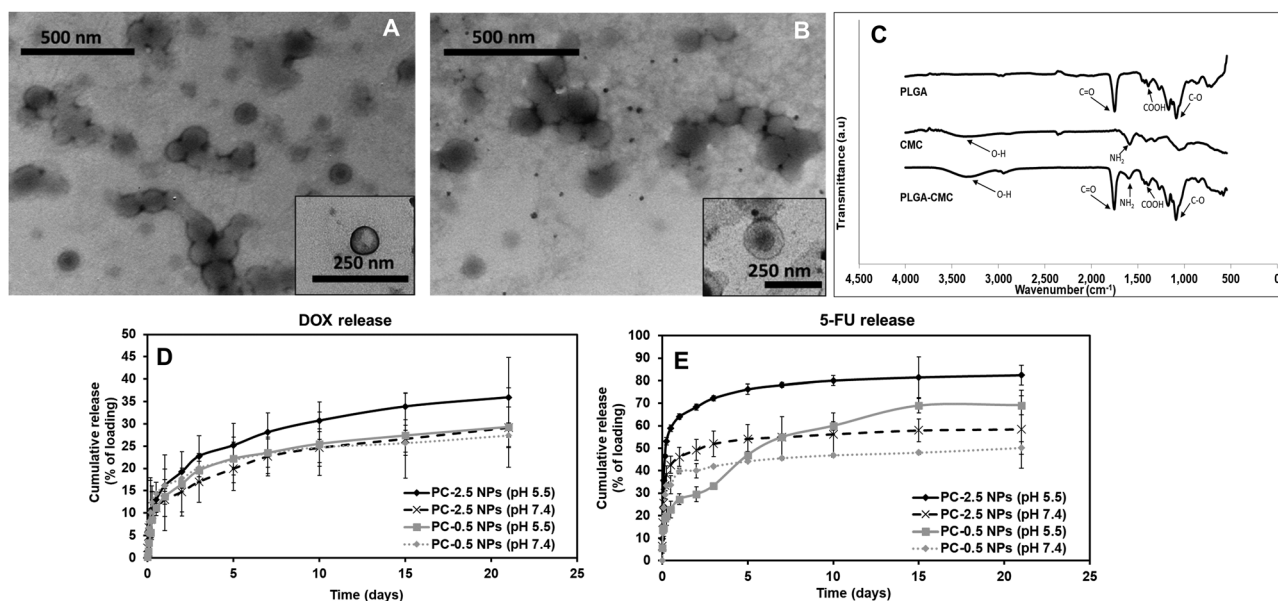 A
500 nm
250 nm
B
500 nm
250 nm
C
Transmittance (a.u)
PLGA
C=O
COOH
C-O
CMC
O-H
NH₂
PLGA-CMC
O-H
C=O
NH₂
COOH
C-O
4,500 4,000 3,500 3,000 2,500 2,000 1,500 1,000 500 0
Wavenumber (cm⁻¹)
DOX release
D
Cumulative release
(% of loading)
50
45
40
35
30
25
20
15
10
5
0
PC-2.5 NPs (pH 5.5)
PC-2.5 NPs (pH 7.4)
PC-0.5 NPs (pH 5.5)
PC-0.5 NPs (pH 7.4)
0 5 10 15 20 25
Time (days)
5-FU release
E
Cumulative release
(% of loading)
100
90
80
70
60
50
40
30
20
10
0
PC-2.5 NPs (pH 5.5)
PC-2.5 NPs (pH 7.4)
PC-0.5 NPs (pH 5.5)
PC-0.5 NPs (pH 7.4)
0 5 10 15 20 25
Time (days)